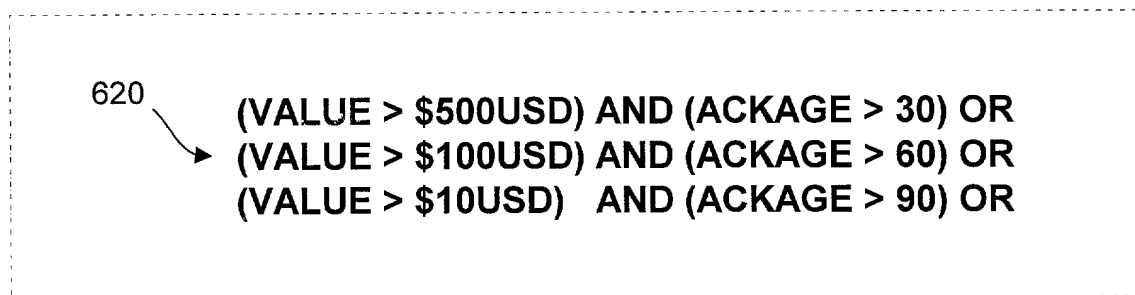 620
(VALUE > $500USD) AND (ACKAGE > 30) OR
(VALUE > $100USD) AND (ACKAGE > 60) OR
(VALUE > $10USD) AND (ACKAGE > 90) OR